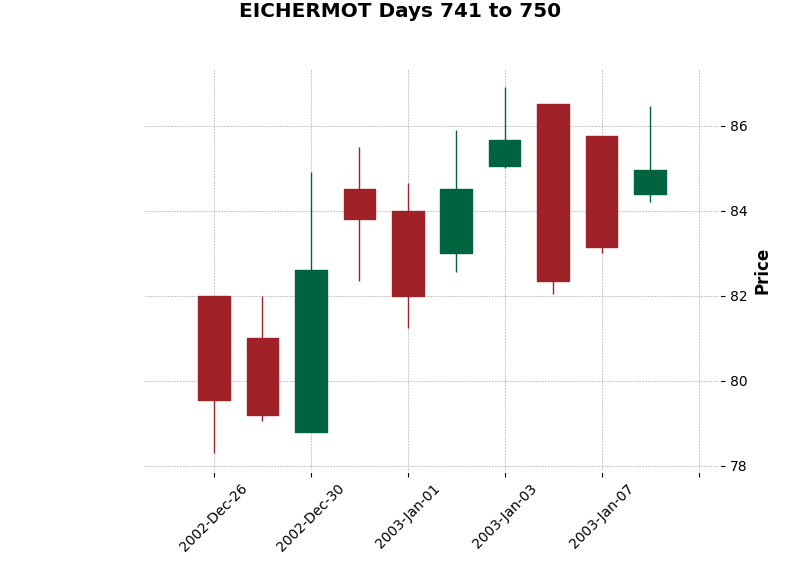 EICHERMOT Days 741 to 750
86
84
82
80
78
Price
2002-Dec-26
2002-Dec-30
2003-Jan-01
2003-Jan-03
2003-Jan-07